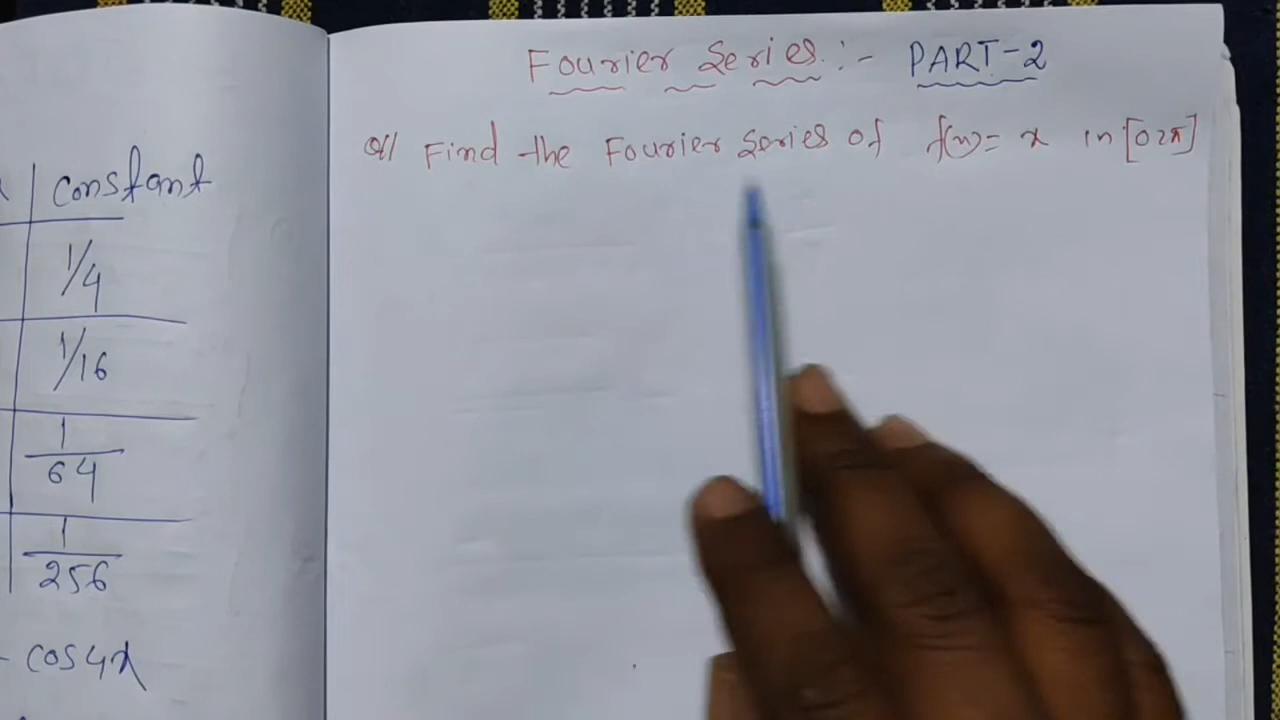 constant
1/4
1/16
1/64
1/256
- cos4x
Fourier Series :- PART-2
Q1 Find the Fourier Series of f(x) = x in [0 2π]